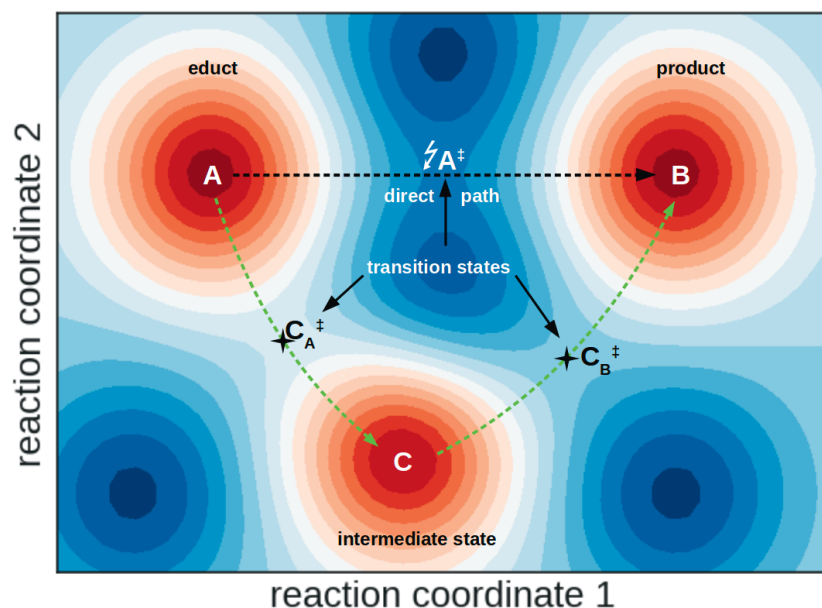 educt
product
A
A‡
B
direct path
transition states
C_A‡
C_B‡
C
intermediate state
reaction coordinate 1
reaction coordinate 2